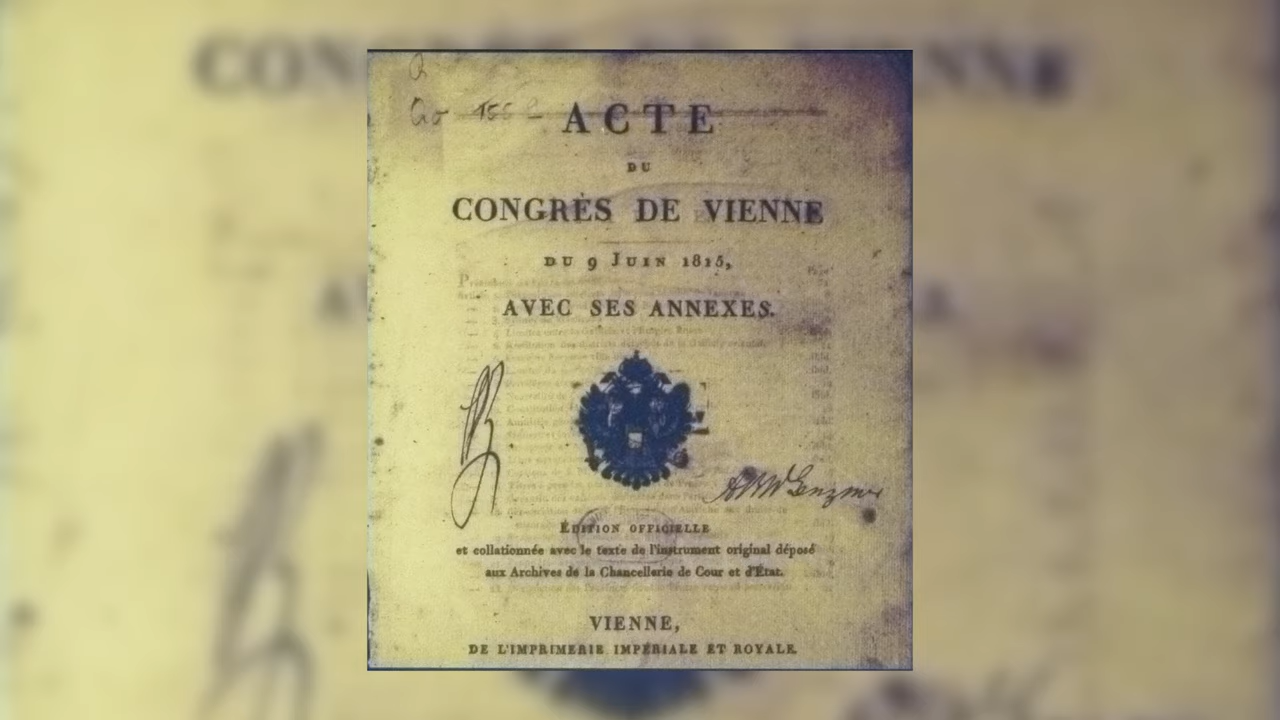 ACTE
DU
CONGRÈS DE VIENNE
DU 9 JUIN 1815,
AVEC SES ANNEXES.
ÉDITION OFFICIELLE
et collationnée avec le texte de l'instrument original déposé
aux Archives de la Chancellerie de Cour et d'État.
VIENNE,
DE L'IMPRIMERIE IMPÉRIALE ET ROYALE.